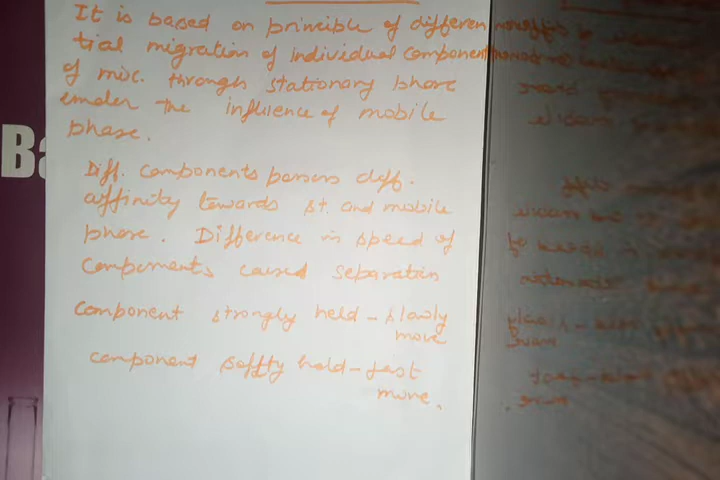 It is based on principle of differen
tial migration of individual component
of mix. through stationary phase
under the influence of mobile
phase.
Diff. components possess diff.
affinity towards st. and mobile
phase. Difference in speed of
components caused separation
component strongly held - slowly
move
component softly hold - fast
move.
Ba